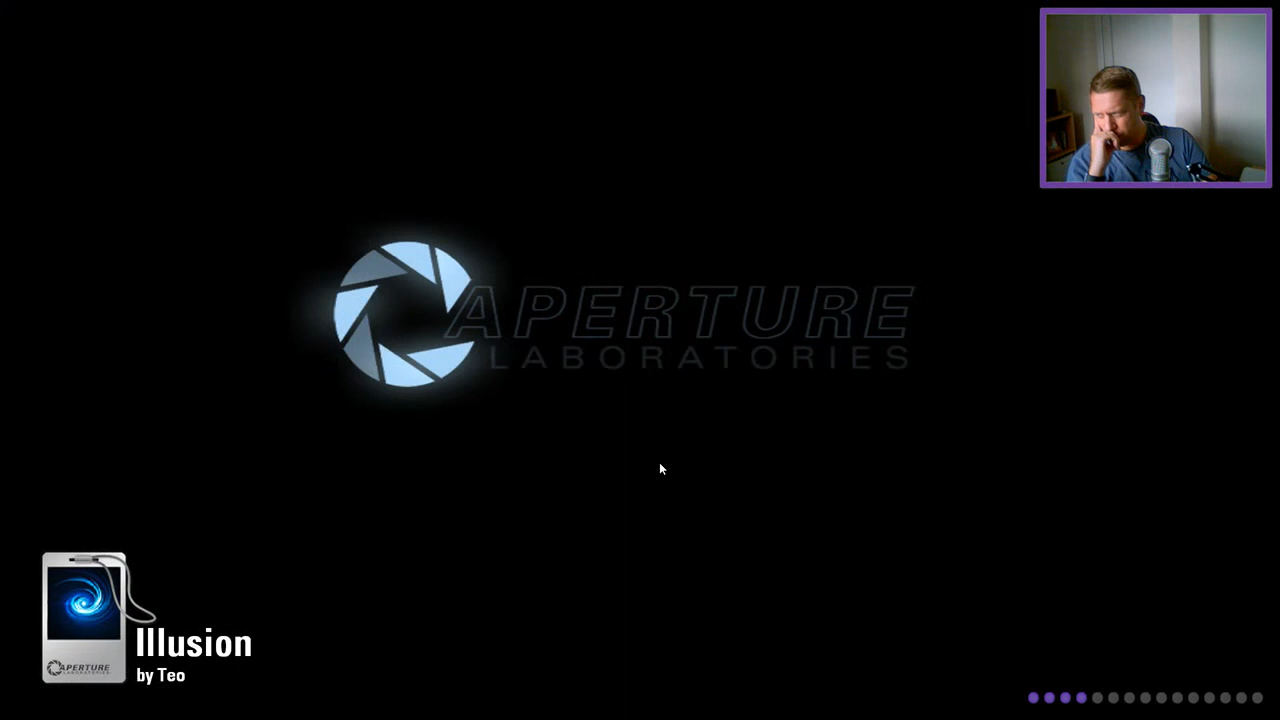 APERTURE
LABORATORIES
Illusion
by Teo
APERTURE
LABORATORIES